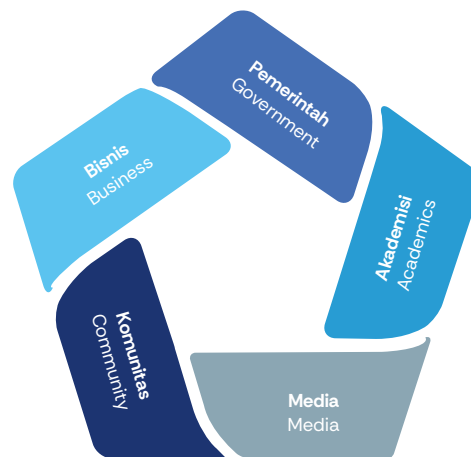 Pemerintah
Government
Bisnis
Business
Akademisi
Academics
Komunitas
Community
Media
Media